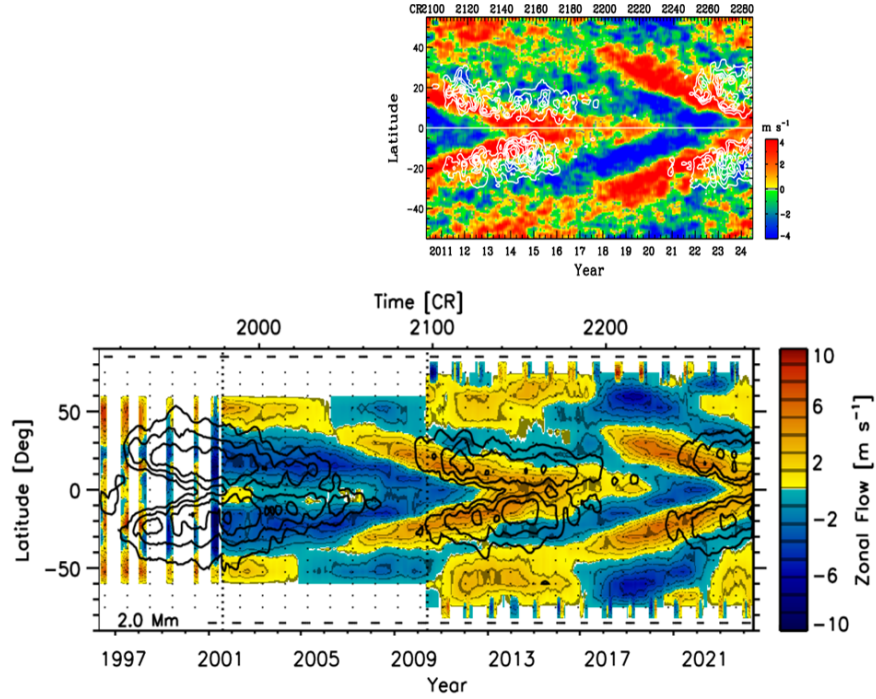 CR2100 2120 2140 2160 2180 2200 2220 2240 2260 2280
Latitude
40
20
0
-20
-40
m s⁻¹
4
2
0
-2
-4
2011 12 13 14 15 16 17 18 19 20 21 22 23 24
Year
Time [CR]
2000 2100 2200
Latitude [Deg]
50
0
-50
2.0 Mm
10
6
2
-2
-6
-10
Zonal Flow [m s⁻¹]
1997 2001 2005 2009 2013 2017 2021
Year